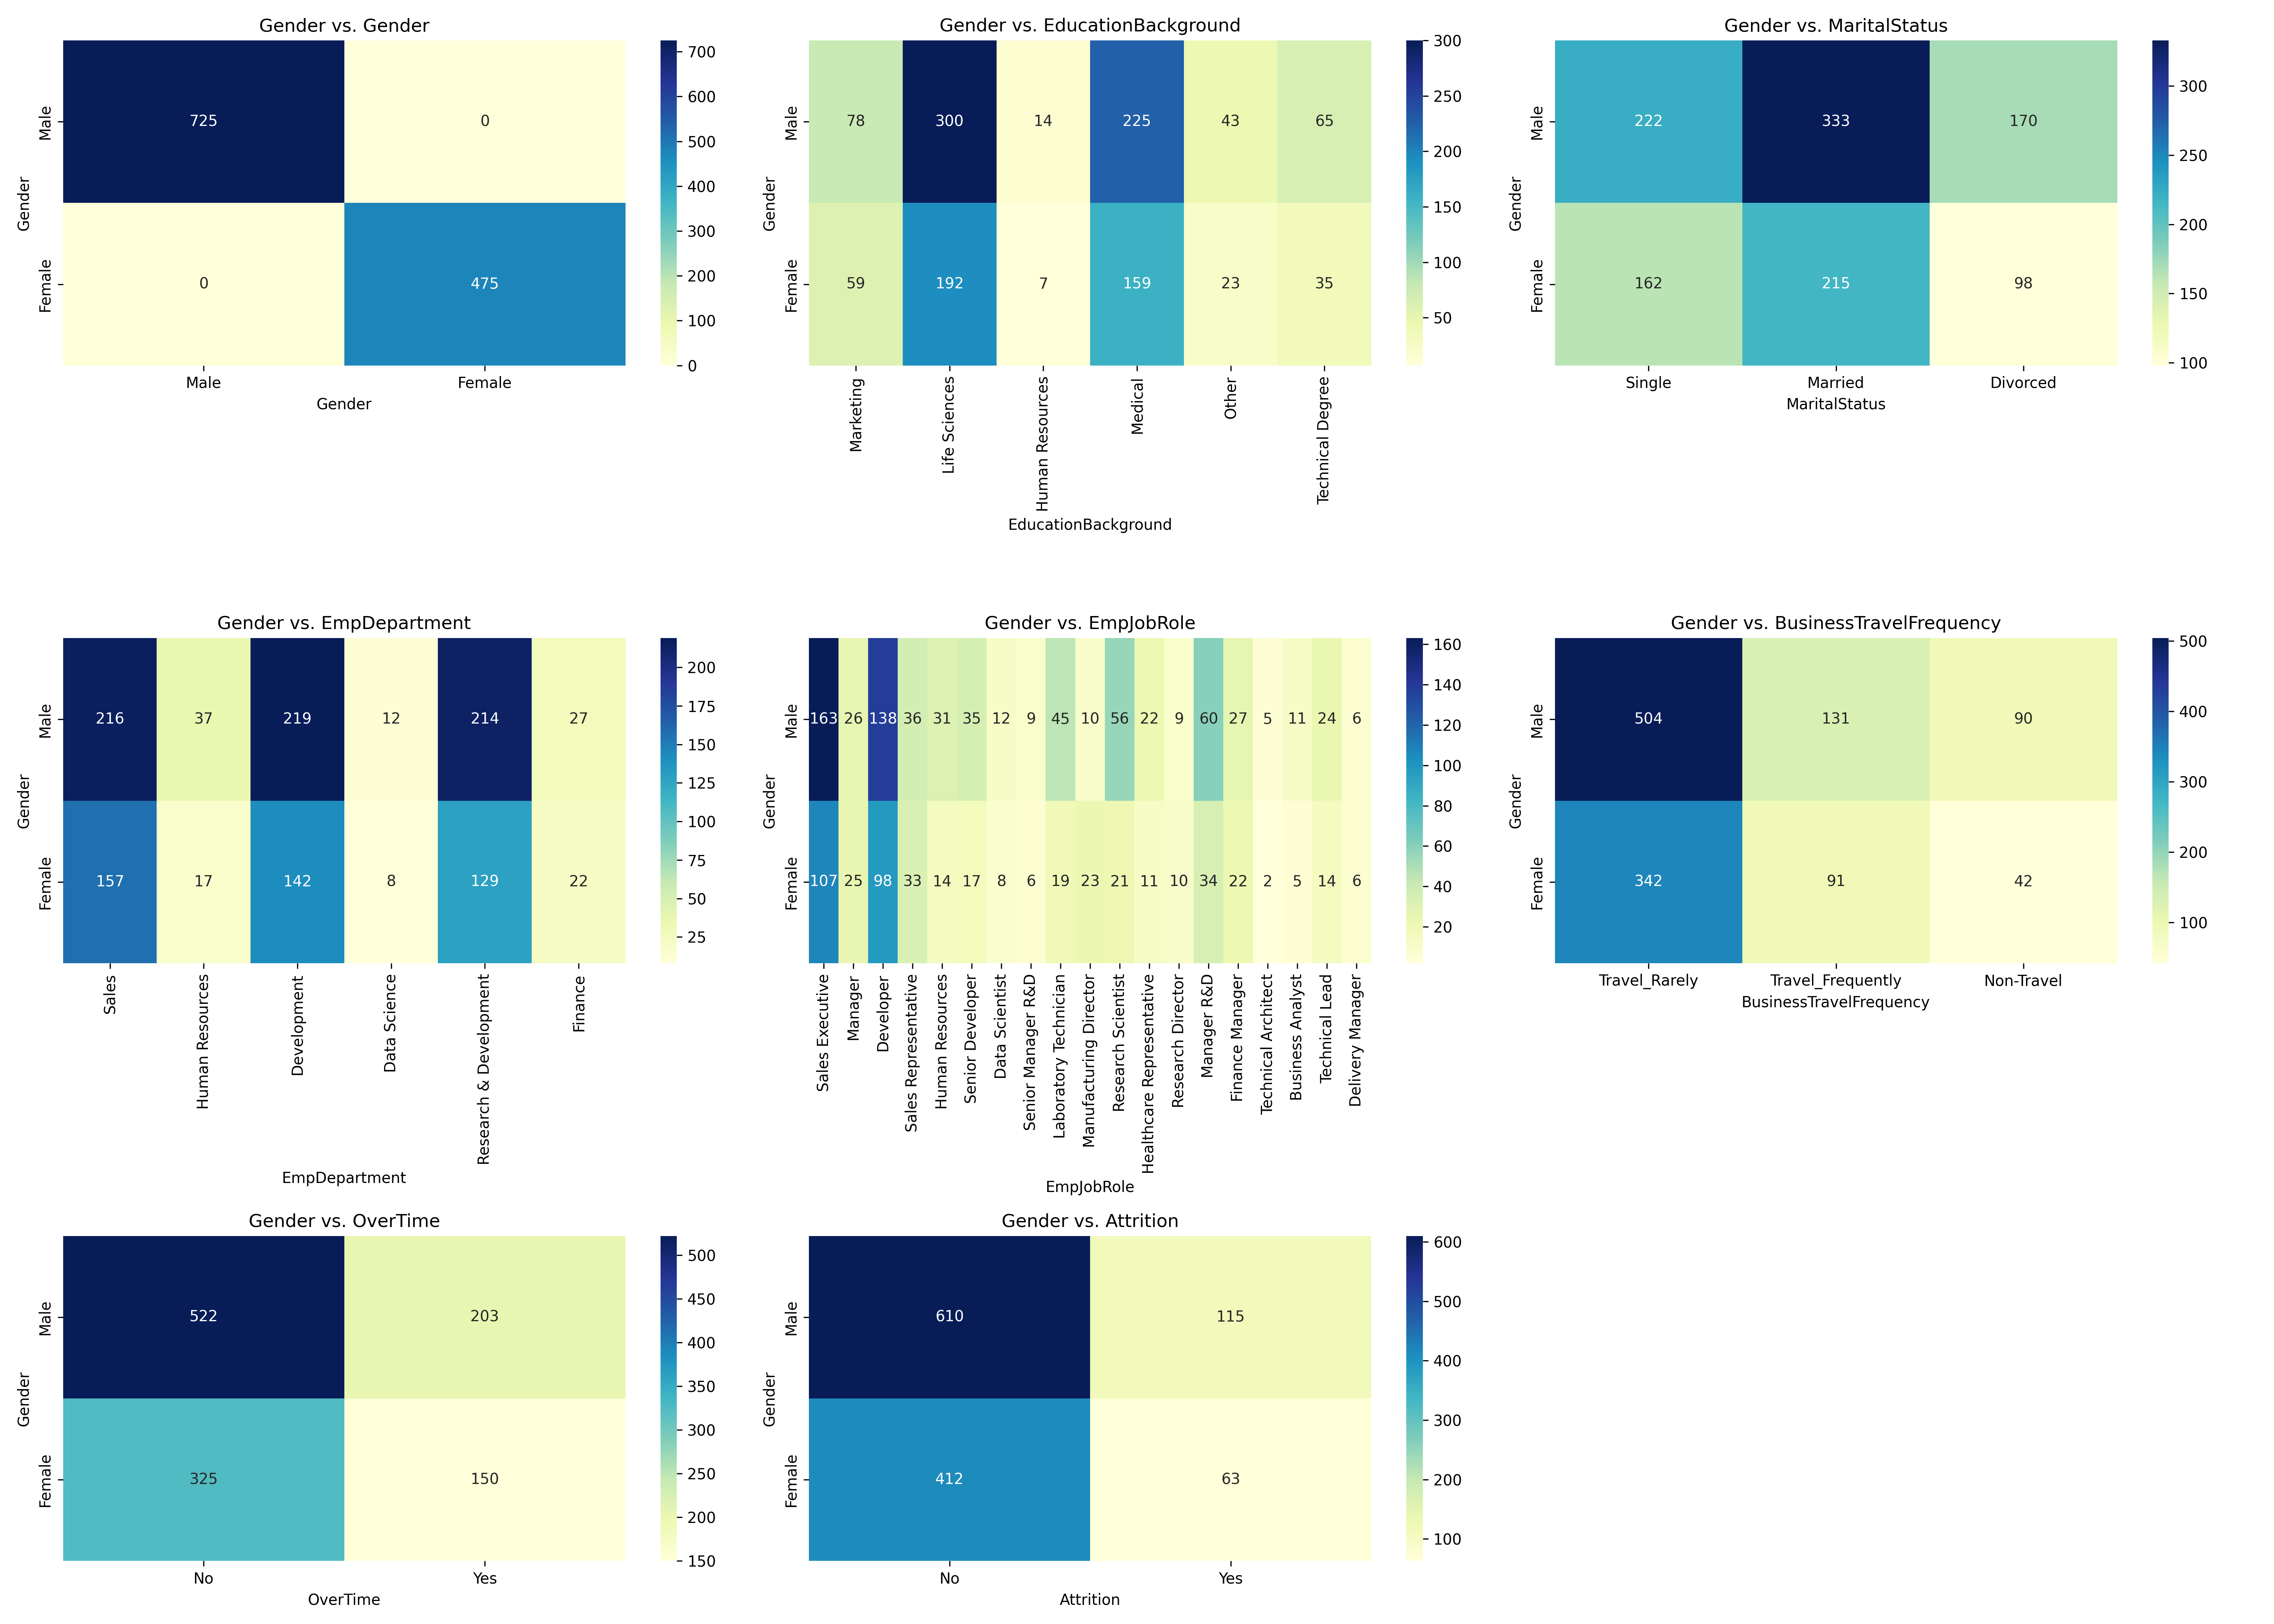 Gender vs. Gender
Male
Female
Gender
725 0
0 475
Male Female
Gender
700
600
500
400
300
200
100
0
Gender vs. EducationBackground
Male
Female
Gender
78 300 14 225 43 65
59 192 7 159 23 35
Marketing
Life Sciences
Human Resources
Medical
Other
Technical Degree
EducationBackground
300
250
200
150
100
50
Gender vs. MaritalStatus
Male
Female
Gender
222 333 170
162 215 98
Single Married Divorced
MaritalStatus
300
250
200
150
100
Gender vs. EmpDepartment
Male
Female
Gender
216 37 219 12 214 27
157 17 142 8 129 22
Sales
Human Resources
Development
Data Science
Research & Development
Finance
EmpDepartment
200
175
150
125
100
75
50
25
Gender vs. EmpJobRole
Male
Female
Gender
163 26 138 36 31 35 12 9 45 10 56 22 9 60 27 5 11 24 6
107 25 98 33 14 17 8 6 19 23 21 11 10 34 22 2 5 14 6
Sales Executive
Manager
Developer
Sales Representative
Human Resources
Senior Developer
Data Scientist
Senior Manager R&D
Laboratory Technician
Manufacturing Director
Research Scientist
Healthcare Representative
Research Director
Manager R&D
Finance Manager
Technical Architect
Business Analyst
Technical Lead
Delivery Manager
EmpJobRole
160
140
120
100
80
60
40
20
Gender vs. BusinessTravelFrequency
Male
Female
Gender
504 131 90
342 91 42
Travel_Rarely Travel_Frequently Non-Travel
BusinessTravelFrequency
500
400
300
200
100
Gender vs. OverTime
Male
Female
Gender
522 203
325 150
No Yes
OverTime
500
450
400
350
300
250
200
150
Gender vs. Attrition
Male
Female
Gender
610 115
412 63
No Yes
Attrition
600
500
400
300
200
100